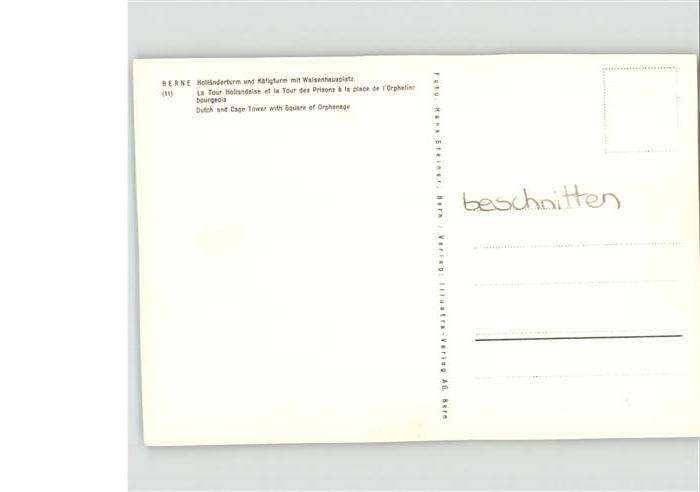 BERNE Holländerturm und Käfigturm mit Waisenhausplatz
(11) La Tour Hollandaise et la Tour des Prisons à la place de l'Orphelinat
bourgeois
Dutch and Cage Tower with Square of Orphanage
Foto: Hans Steiner, Bern / Verlag: Illustra-Verlag AG, Bern
beschnitten